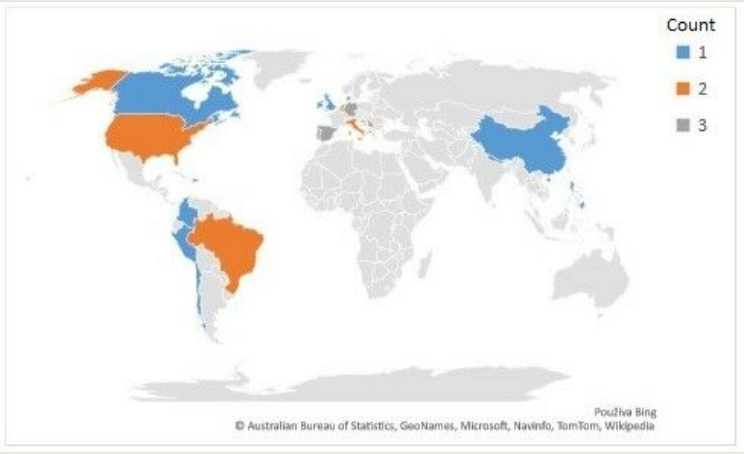 Count
1
2
3
Používa Bing
© Australian Bureau of Statistics, GeoNames, Microsoft, Navinfo, TomTom, Wikipedia